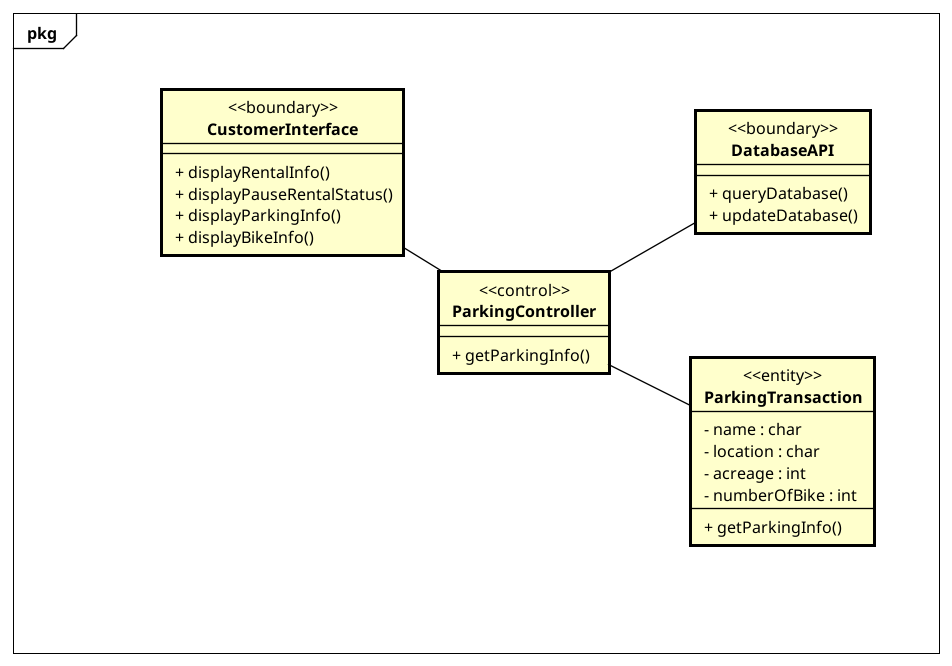 pkg
<<boundary>>
CustomerInterface
+ displayRentalInfo()
+ displayPauseRentalStatus()
+ displayParkingInfo()
+ displayBikeInfo()
<<boundary>>
DatabaseAPI
+ queryDatabase()
+ updateDatabase()
<<control>>
ParkingController
+ getParkingInfo()
<<entity>>
ParkingTransaction
- name : char
- location : char
- acreage : int
- numberOfBike : int
+ getParkingInfo()